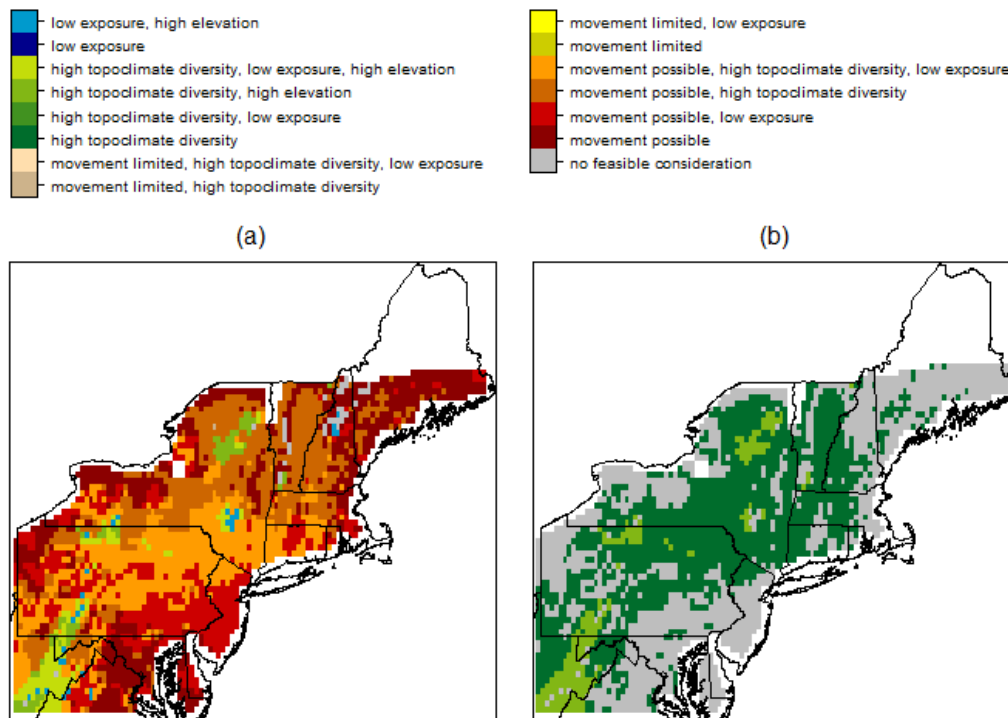 low exposure, high elevation
low exposure
high topoclimate diversity, low exposure, high elevation
high topoclimate diversity, high elevation
high topoclimate diversity, low exposure
high topoclimate diversity
movement limited, high topoclimate diversity, low exposure
movement limited, high topoclimate diversity
movement limited, low exposure
movement limited
movement possible, high topoclimate diversity, low exposure
movement possible, high topoclimate diversity
movement possible, low exposure
movement possible
no feasible consideration
(a)
(b)